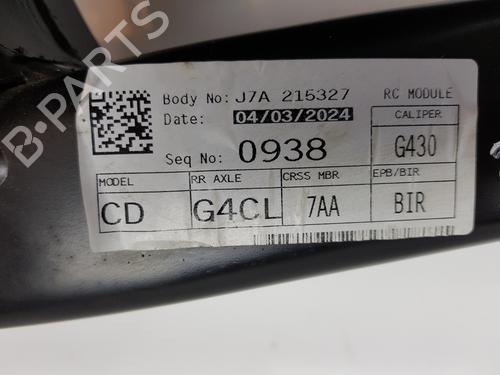 B-PARTS
Body No: J7A 215327
RC MODULE
Date: 04/03/2024
CALIPER
Seq No: 0938
G430
MODEL RR AXLE CRSS MBR EPB/BIR
CD G4CL 7AA BIR